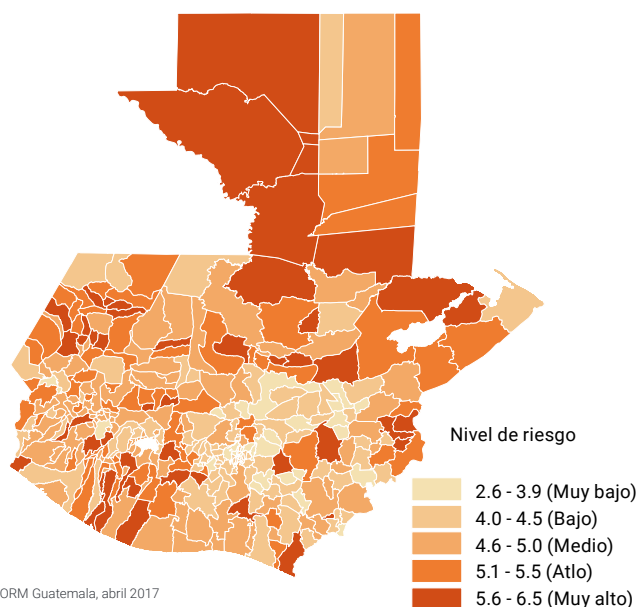 Nivel de riesgo
2.6 - 3.9 (Muy bajo)
4.0 - 4.5 (Bajo)
4.6 - 5.0 (Medio)
5.1 - 5.5 (Atlo)
5.6 - 6.5 (Muy alto)
ORM Guatemala, abril 2017